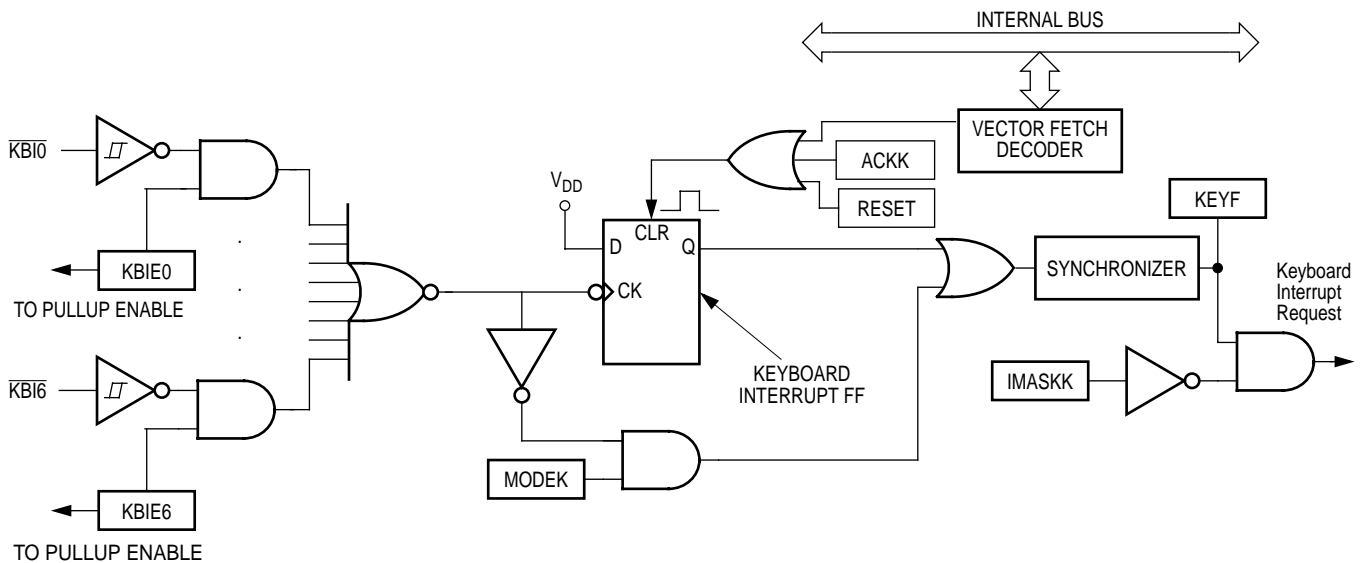 INTERNAL BUS
KBI0
VECTOR FETCH
DECODER
ACKK
VDD
RESET
KEYF
CLR
D
Q
KBIE0
SYNCHRONIZER
Keyboard
Interrupt
Request
CK
TO PULLUP ENABLE
KBI6
KEYBOARD
INTERRUPT FF
IMASKK
MODEK
KBIE6
TO PULLUP ENABLE